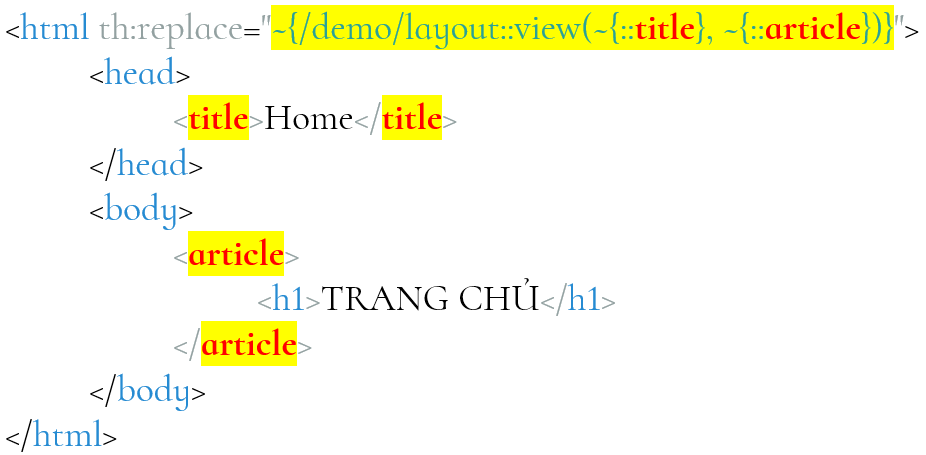 <html th:replace="~{/demo/layout::view(~{::title}, ~{::article})}">
<head>
<title>Home</title>
</head>
<body>
<article>
<h1>TRANG CHỦ</h1>
</article>
</body>
</html>